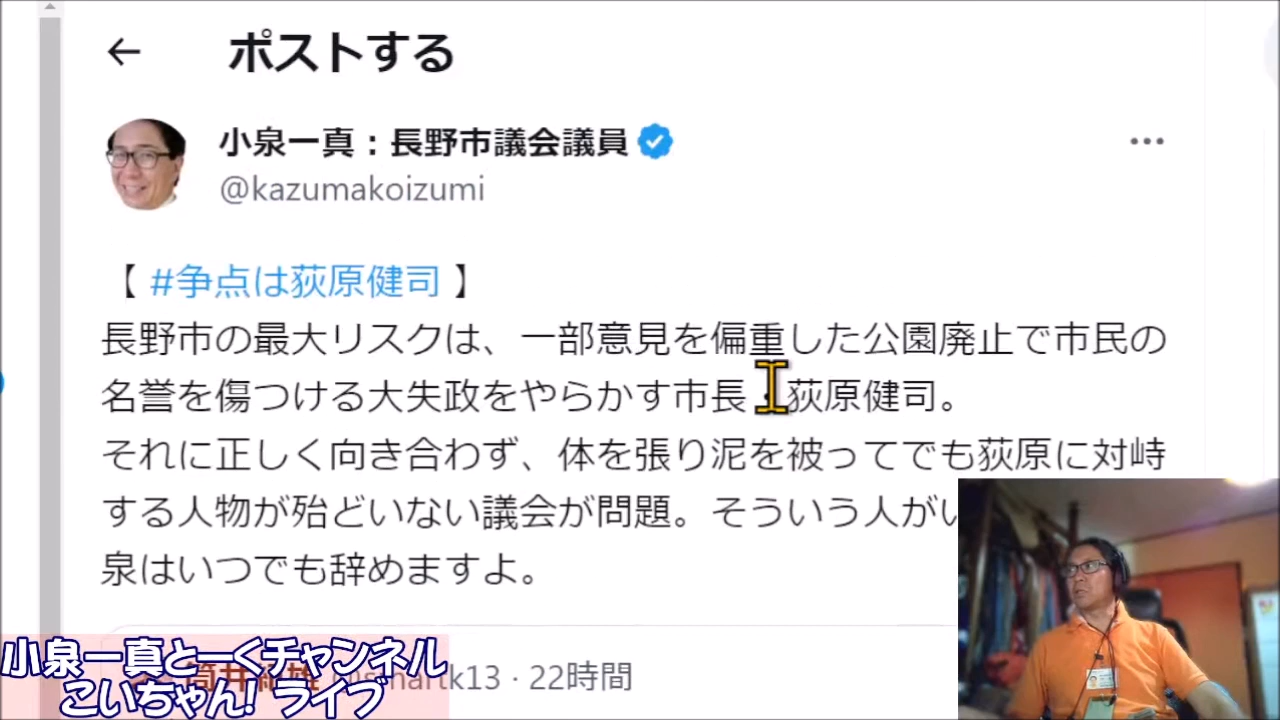 ポストする
小泉一真：長野市議会議員
@kazumakoizumi
【 #争点は荻原健司 】
長野市の最大リスクは、一部意見を偏重した公園廃止で市民の
名誉を傷つける大失政をやらかす市長・荻原健司。
それに正しく向き合わず、体を張り泥を被ってでも荻原に対峙
する人物が殆どいない議会が問題。そういう人がい
泉はいつでも辞めますよ。
22時間
小泉一真とーくチャンネル
こいちゃん! ライブ